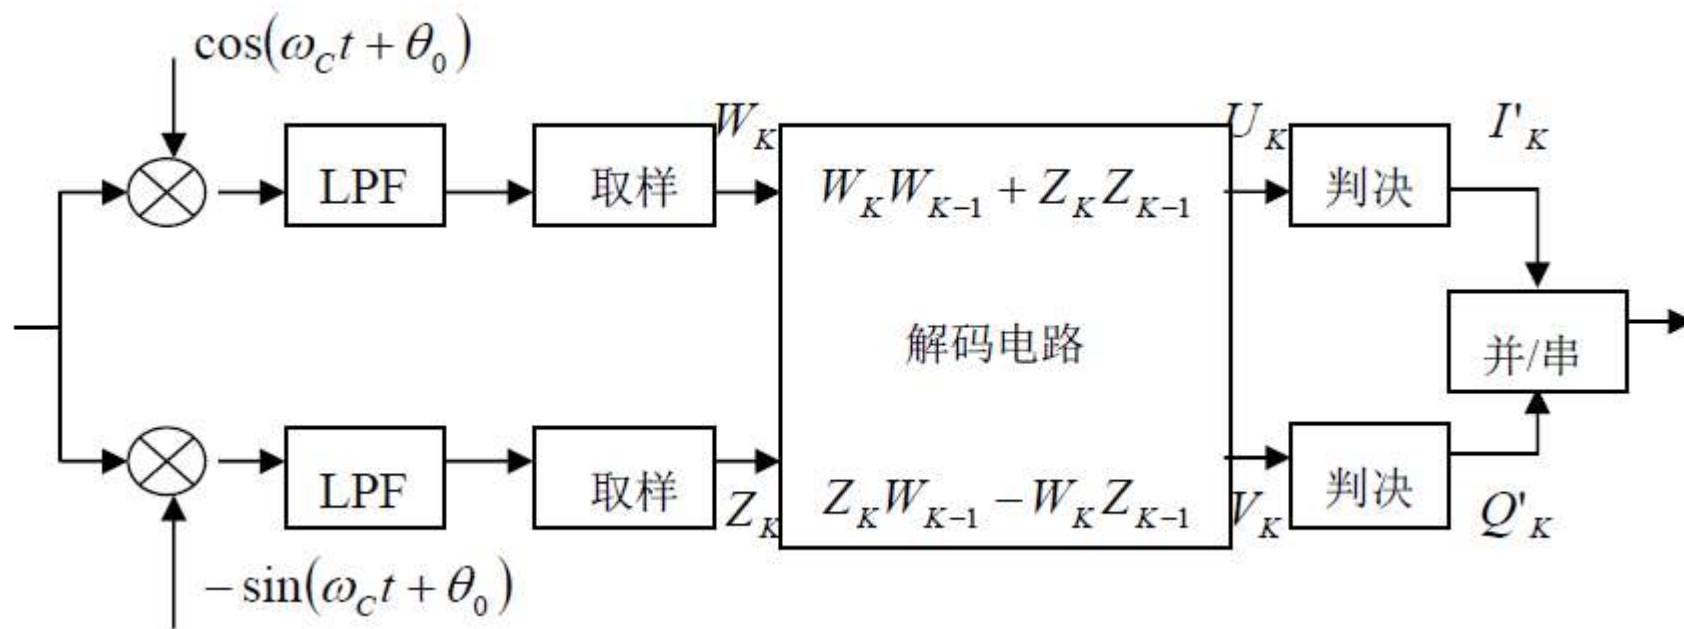 cos(ω_C t + θ_0)
W_K
U_K
I'_K
LPF
取样
W_K W_{K-1} + Z_K Z_{K-1}
判决
解码电路
并/串
LPF
取样
Z_K W_{K-1} − W_K Z_{K-1}
判决
Z_K
V_K
Q'_K
− sin(ω_C t + θ_0)